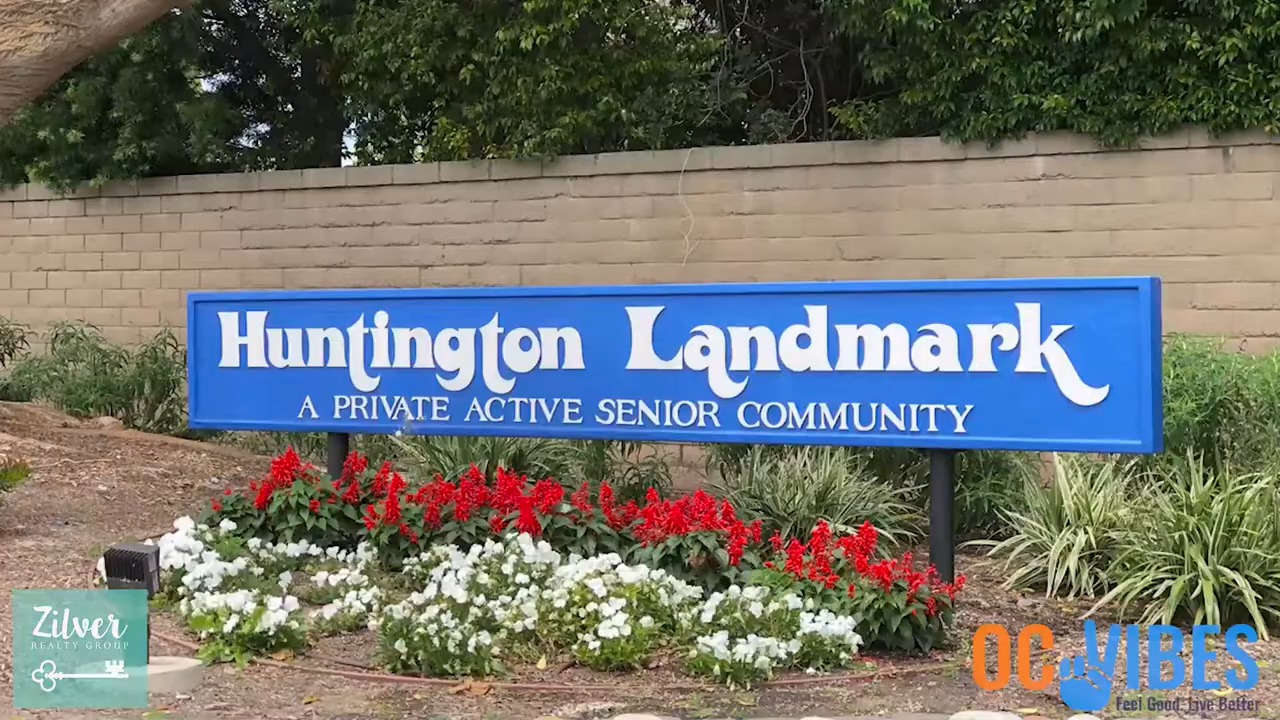 Huntington Landmark
A PRIVATE ACTIVE SENIOR COMMUNITY
Zilver
REALTY GROUP
OC VIBES
Feel Good, Live Better